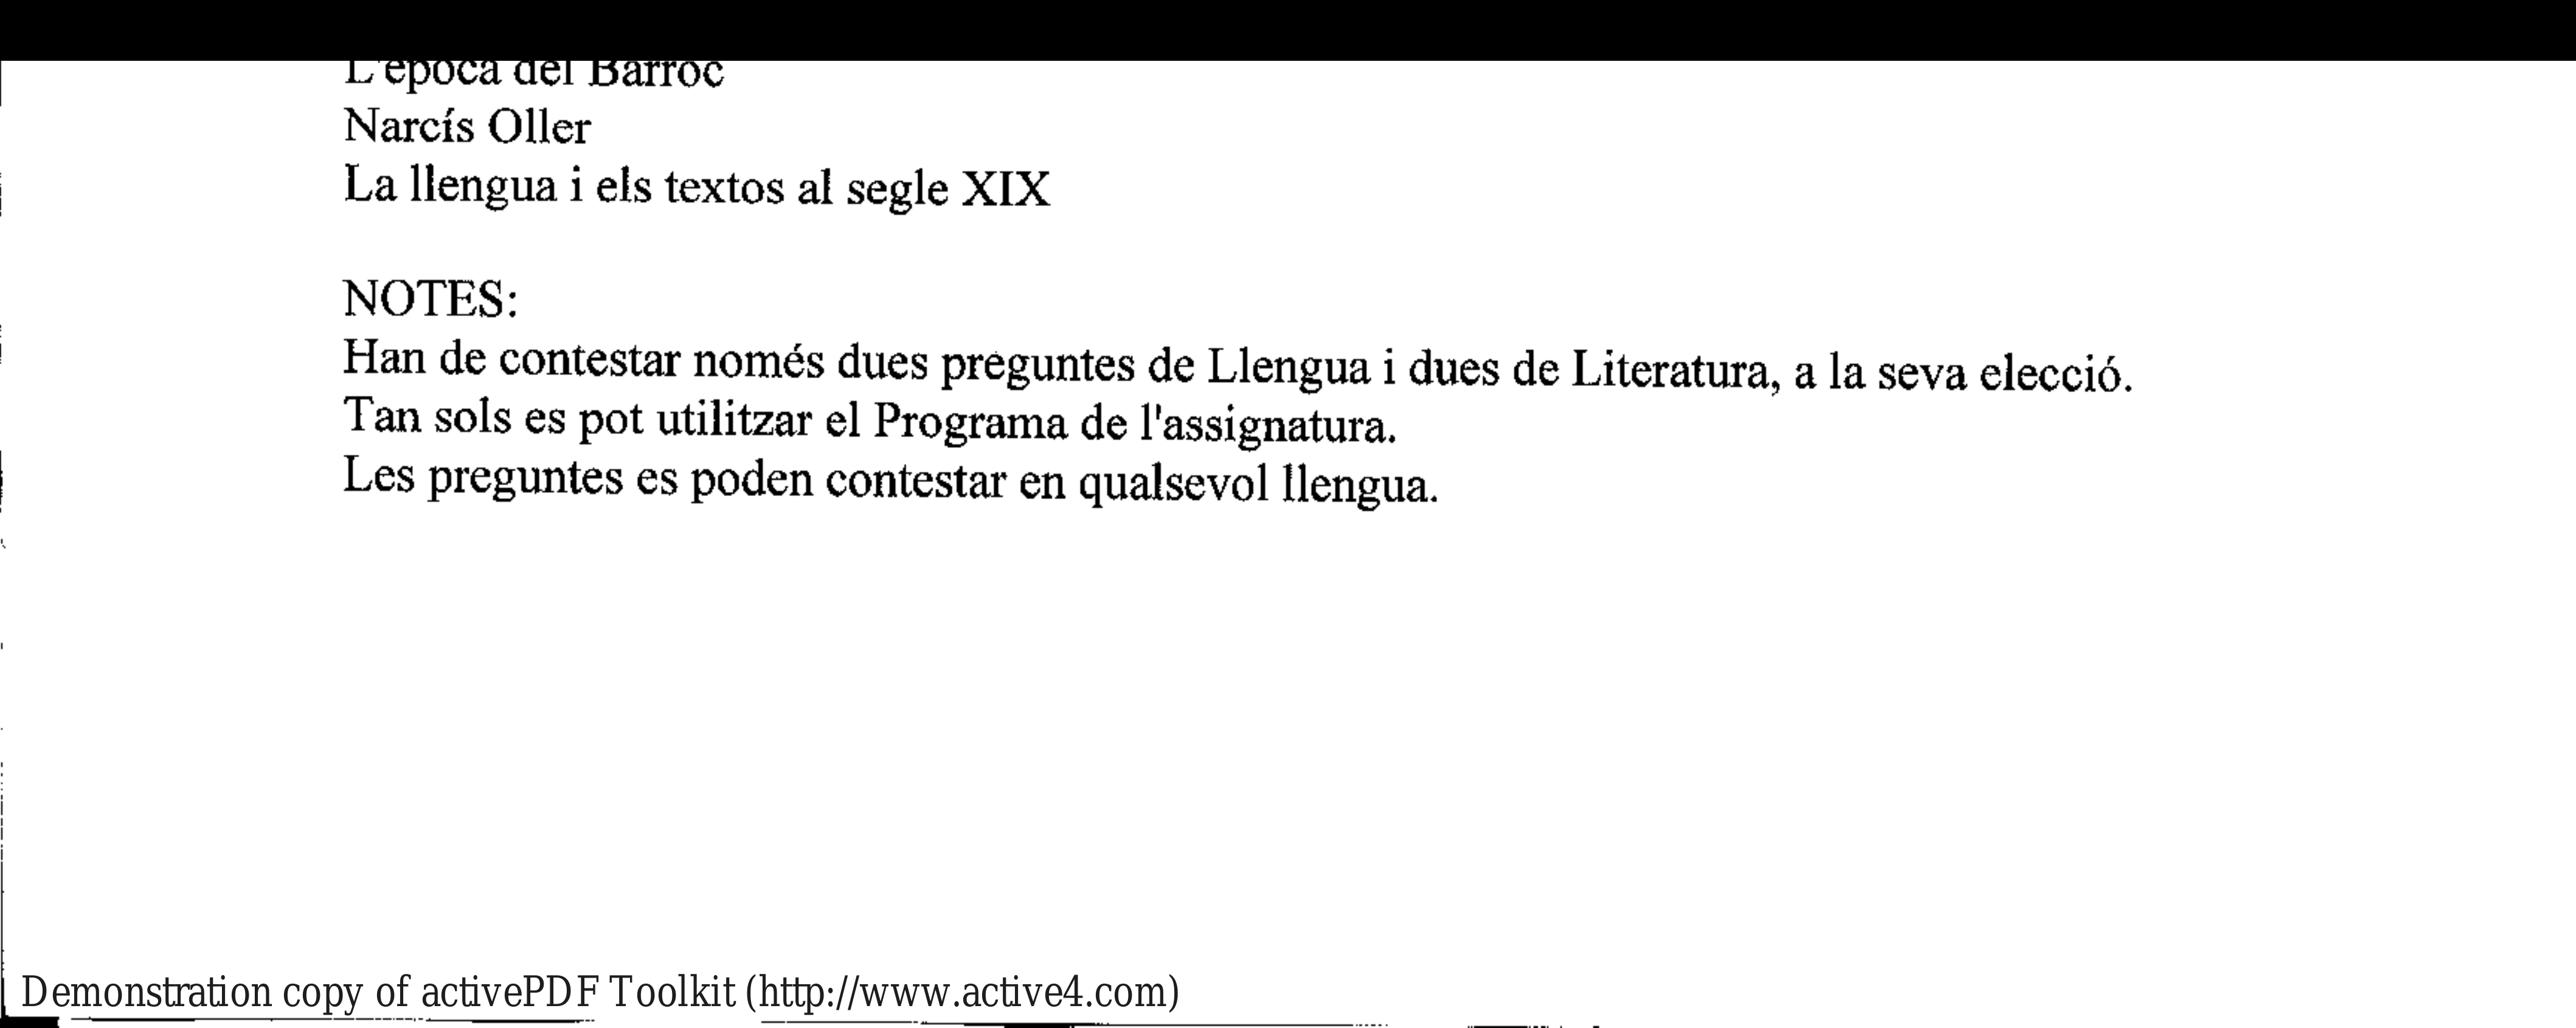 L'època del Barroc
Narcís Oller
La llengua i els textos al segle XIX
NOTES:
Han de contestar només dues preguntes de Llengua i dues de Literatura, a la seva elecció.
Tan sols es pot utilitzar el Programa de l'assignatura.
Les preguntes es poden contestar en qualsevol llengua.
Demonstration copy of activePDF Toolkit (http://www.active4.com)